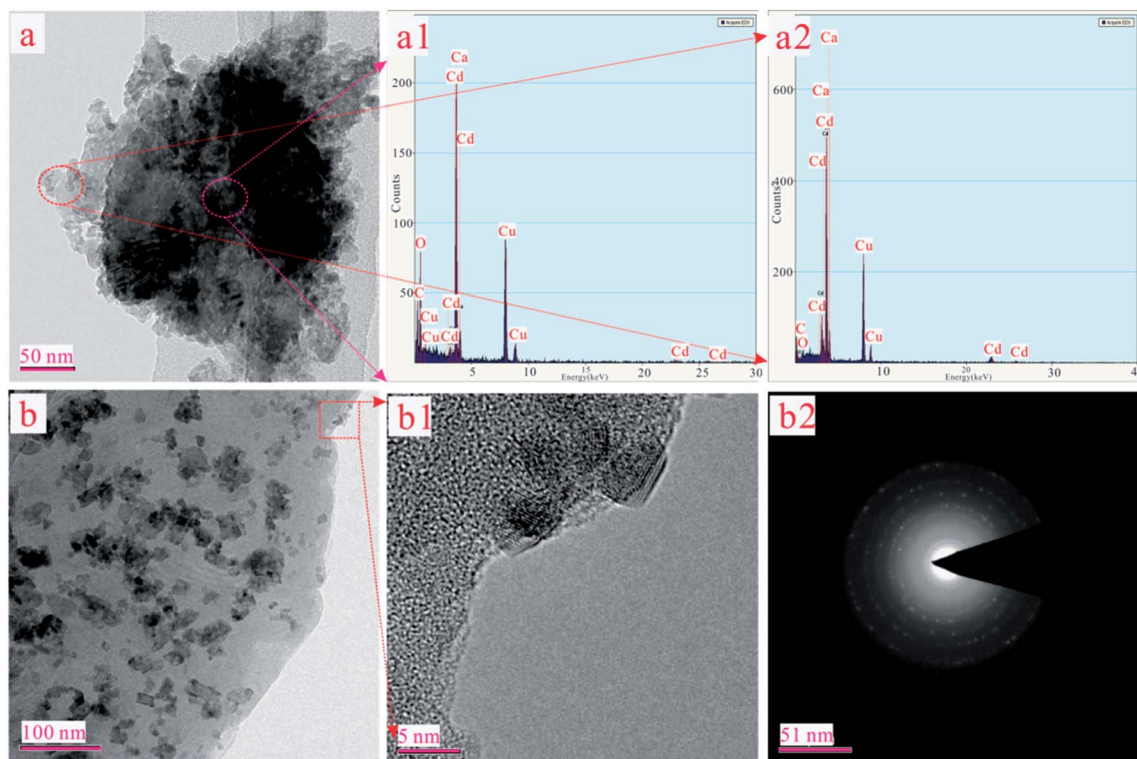 a
50 nm
a1
Acquire EDX
Ca
Cd
Cd
200
150
100
50
Counts
O
C
Cu
Cu
Cd
Cd
Cu
Cu
Cd
Cd
5
10
15
20
25
30
Energy(keV)
a2
Acquire EDX
Ca
Ca
Cd
Cd
Cd
Cd
Cd
600
400
200
Counts
C
O
Cu
Cu
Cd
Cd
10
20
30
4
Energy(keV)
b
100 nm
b1
5 nm
b2
51 nm